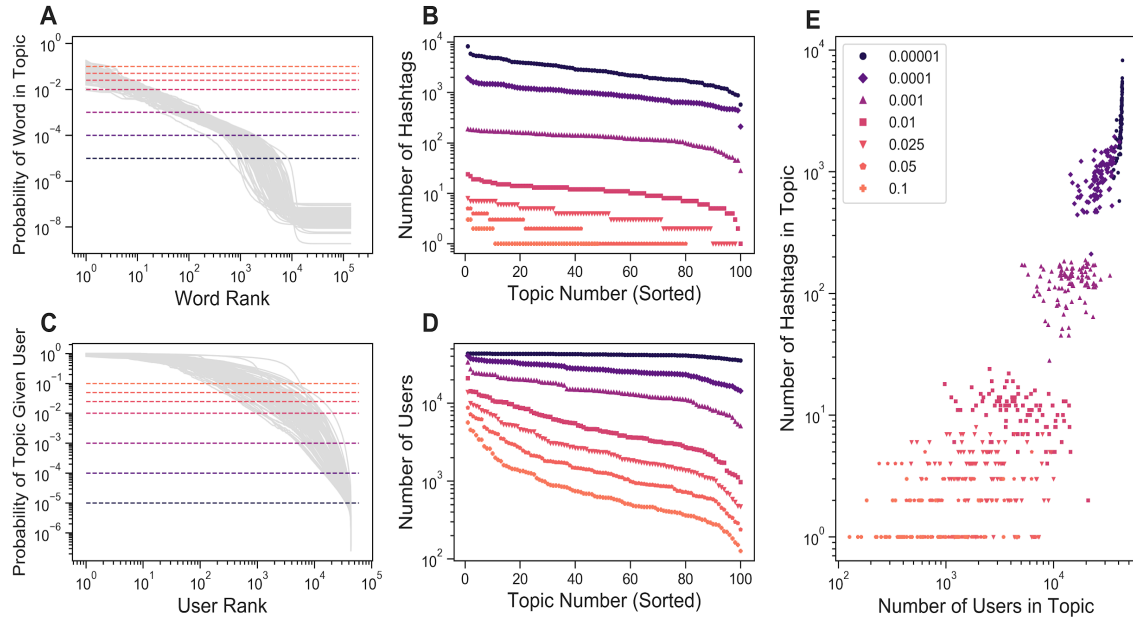 A
Probability of Word in Topic
10^0
10^-2
10^-4
10^-6
10^-8
10^0 10^1 10^2 10^3 10^4 10^5
Word Rank
B
Number of Hashtags
10^4
10^3
10^2
10^1
10^0
0 20 40 60 80 100
Topic Number (Sorted)
C
Probability of Topic Given User
10^0
10^-1
10^-2
10^-3
10^-4
10^-5
10^-6
10^0 10^1 10^2 10^3 10^4 10^5
User Rank
D
Number of Users
10^4
10^3
10^2
0 20 40 60 80 100
Topic Number (Sorted)
E
Number of Hashtags in Topic
10^4
10^3
10^2
10^1
10^0
0.00001
0.0001
0.001
0.01
0.025
0.05
0.1
10^2 10^3 10^4
Number of Users in Topic